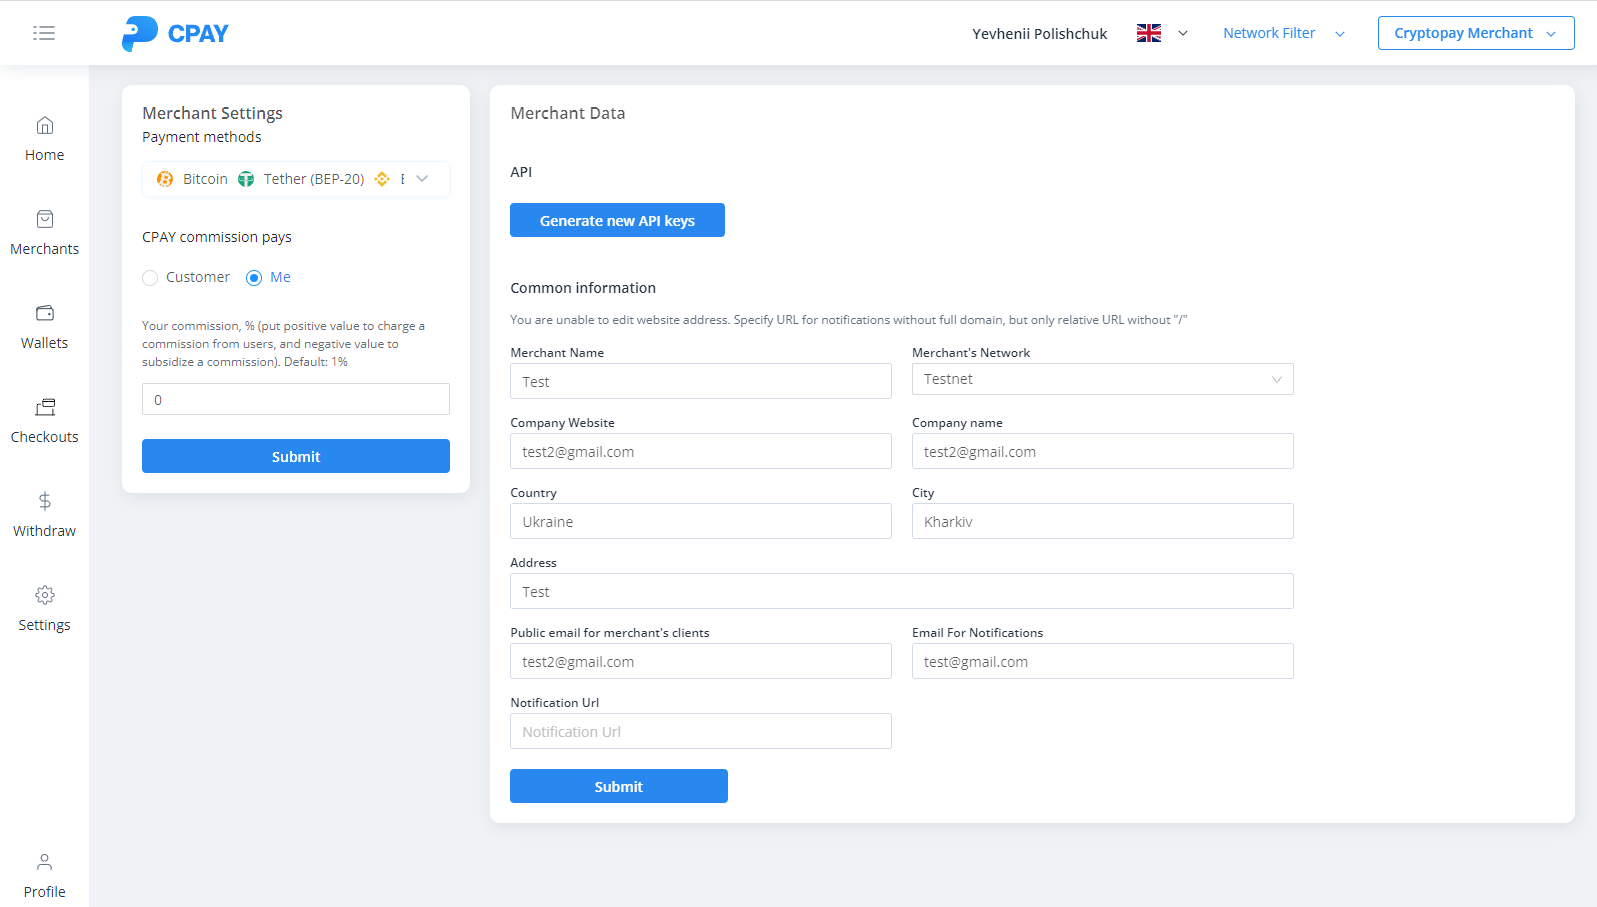 CPAY
Yevhenii Polishchuk
Network Filter
Cryptopay Merchant
Home
Merchants
Wallets
Checkouts
Withdraw
Settings
Profile
Merchant Settings
Payment methods
Bitcoin Tether (BEP-20)
CPAY commission pays
Customer Me
Your commission, % (put positive value to charge a
commission from users, and negative value to
subsidize a commission). Default: 1%
0
Submit
Merchant Data
API
Generate new API keys
Common information
You are unable to edit website address. Specify URL for notifications without full domain, but only relative URL without "/"
Merchant Name
Test
Merchant's Network
Testnet
Company Website
test2@gmail.com
Company name
test2@gmail.com
Country
Ukraine
City
Kharkiv
Address
Test
Public email for merchant's clients
test2@gmail.com
Email For Notifications
test@gmail.com
Notification Url
Notification Url
Submit